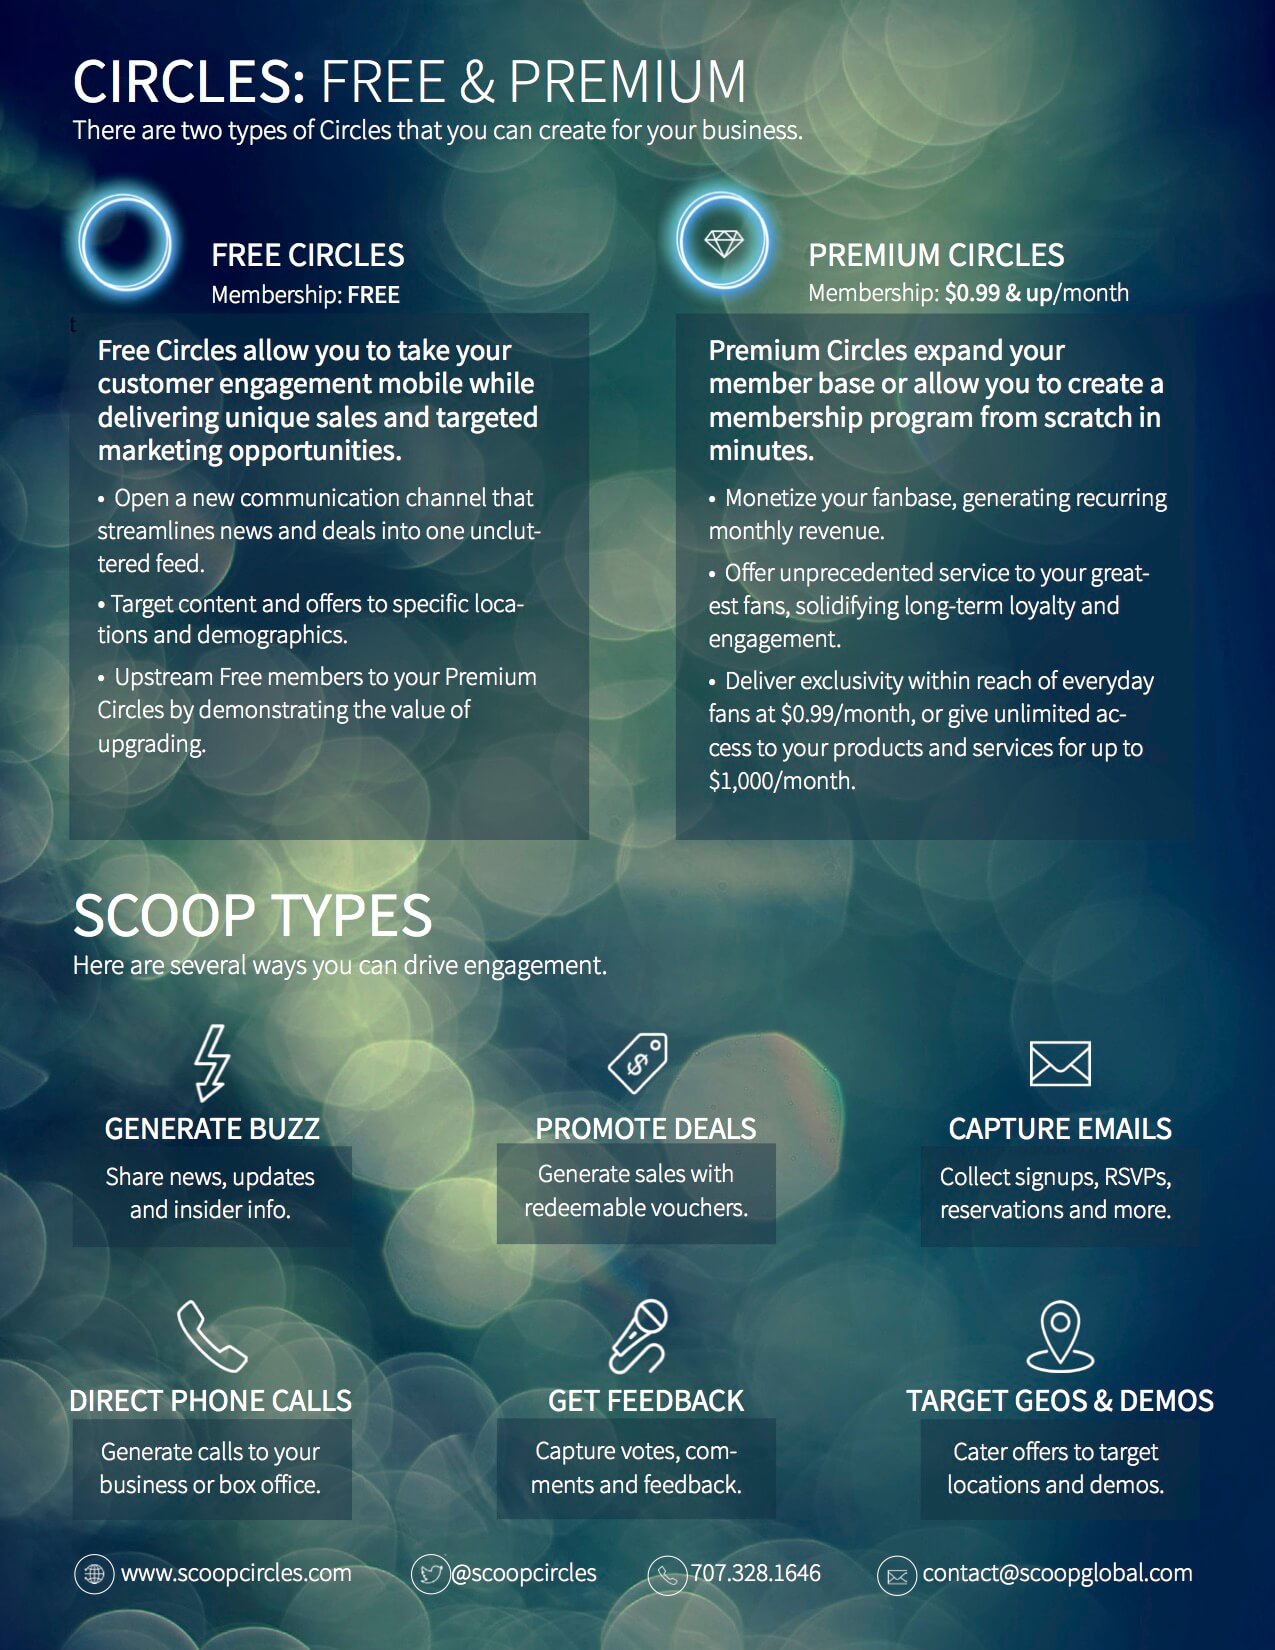 CIRCLES: FREE & PREMIUM
There are two types of Circles that you can create for your business.
FREE CIRCLES
Membership: FREE
t
Free Circles allow you to take your
customer engagement mobile while
delivering unique sales and targeted
marketing opportunities.
• Open a new communication channel that
streamlines news and deals into one unclut-
tered feed.
• Target content and offers to specific loca-
tions and demographics.
• Upstream Free members to your Premium
Circles by demonstrating the value of
upgrading.
PREMIUM CIRCLES
Membership: $0.99 & up/month
Premium Circles expand your
member base or allow you to create a
membership program from scratch in
minutes.
• Monetize your fanbase, generating recurring
monthly revenue.
• Offer unprecedented service to your great-
est fans, solidifying long-term loyalty and
engagement.
• Deliver exclusivity within reach of everyday
fans at $0.99/month, or give unlimited ac-
cess to your products and services for up to
$1,000/month.
SCOOP TYPES
Here are several ways you can drive engagement.
GENERATE BUZZ
Share news, updates
and insider info.
PROMOTE DEALS
Generate sales with
redeemable vouchers.
CAPTURE EMAILS
Collect signups, RSVPs,
reservations and more.
DIRECT PHONE CALLS
Generate calls to your
business or box office.
GET FEEDBACK
Capture votes, com-
ments and feedback.
TARGET GEOS & DEMOS
Cater offers to target
locations and demos.
www.scoopcircles.com
@scoopcircles
707.328.1646
contact@scoopglobal.com